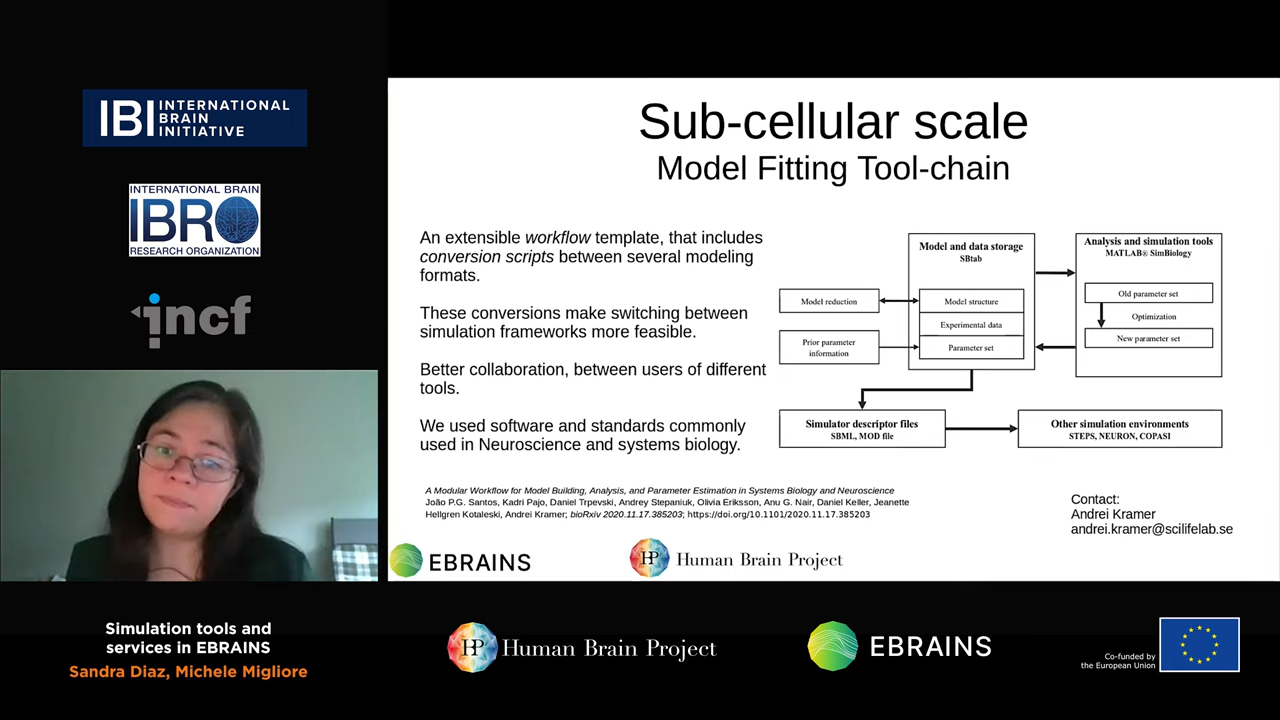 IBI INTERNATIONAL
BRAIN
INITIATIVE
INTERNATIONAL BRAIN
IBRO
RESEARCH ORGANIZATION
incf
Simulation tools and
services in EBRAINS
Sandra Diaz, Michele Migliore
Sub-cellular scale
Model Fitting Tool-chain
An extensible workflow template, that includes
conversion scripts between several modeling
formats.
These conversions make switching between
simulation frameworks more feasible.
Better collaboration, between users of different
tools.
We used software and standards commonly
used in Neuroscience and systems biology.
Model and data storage
SBtab
Model structure
Experimental data
Parameter set
Model reduction
Prior parameter
information
Analysis and simulation tools
MATLAB® SimBiology
Old parameter set
Optimization
New parameter set
Simulator descriptor files
SBML, MOD file
Other simulation environments
STEPS, NEURON, COPASI
A Modular Workflow for Model Building, Analysis, and Parameter Estimation in Systems Biology and Neuroscience
João P.G. Santos, Kadri Pajo, Daniel Trpevski, Andrey Stepaniuk, Olivia Eriksson, Anu G. Nair, Daniel Keller, Jeanette
Hellgren Kotaleski, Andrei Kramer; bioRxiv 2020.11.17.385203; https://doi.org/10.1101/2020.11.17.385203
Contact:
Andrei Kramer
andrei.kramer@scilifelab.se
EBRAINS
HBP Human Brain Project
HBP Human Brain Project
EBRAINS
Co-funded by
the European Union